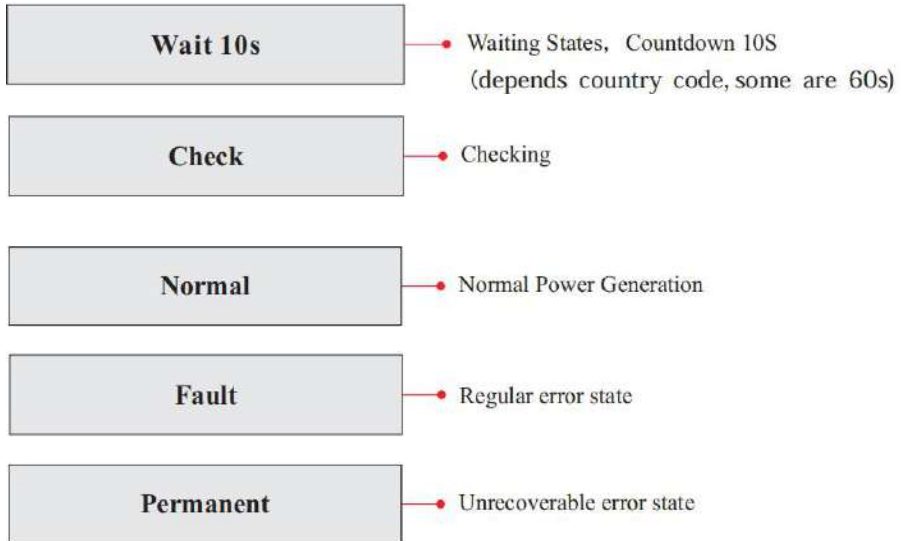 Wait 10s
Waiting States, Countdown 10S
(depends country code, some are 60s)
Check
Checking
Normal
Normal Power Generation
Fault
Regular error state
Permanent
Unrecoverable error state